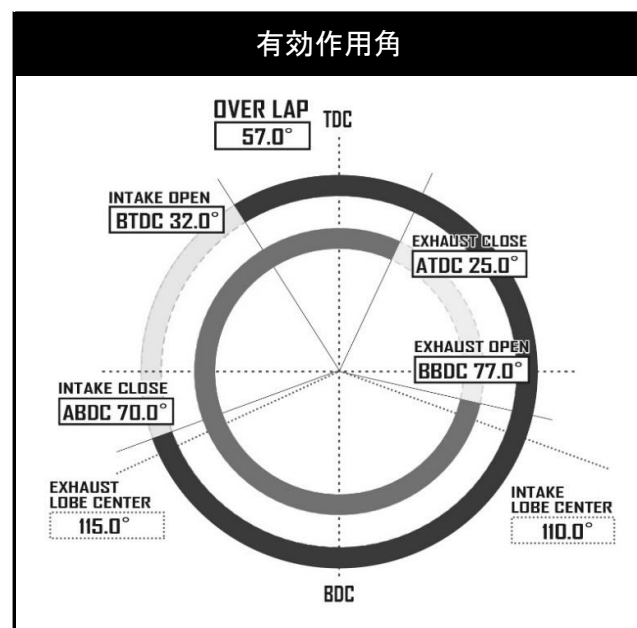 有効作用角
OVER LAP
57.0°
TDC
INTAKE OPEN
BTDC 32.0°
EXHAUST CLOSE
ATDC 25.0°
EXHAUST OPEN
BBDC 77.0°
INTAKE CLOSE
ABDC 70.0°
EXHAUST
LOBE CENTER
115.0°
INTAKE
LOBE CENTER
110.0°
BDC